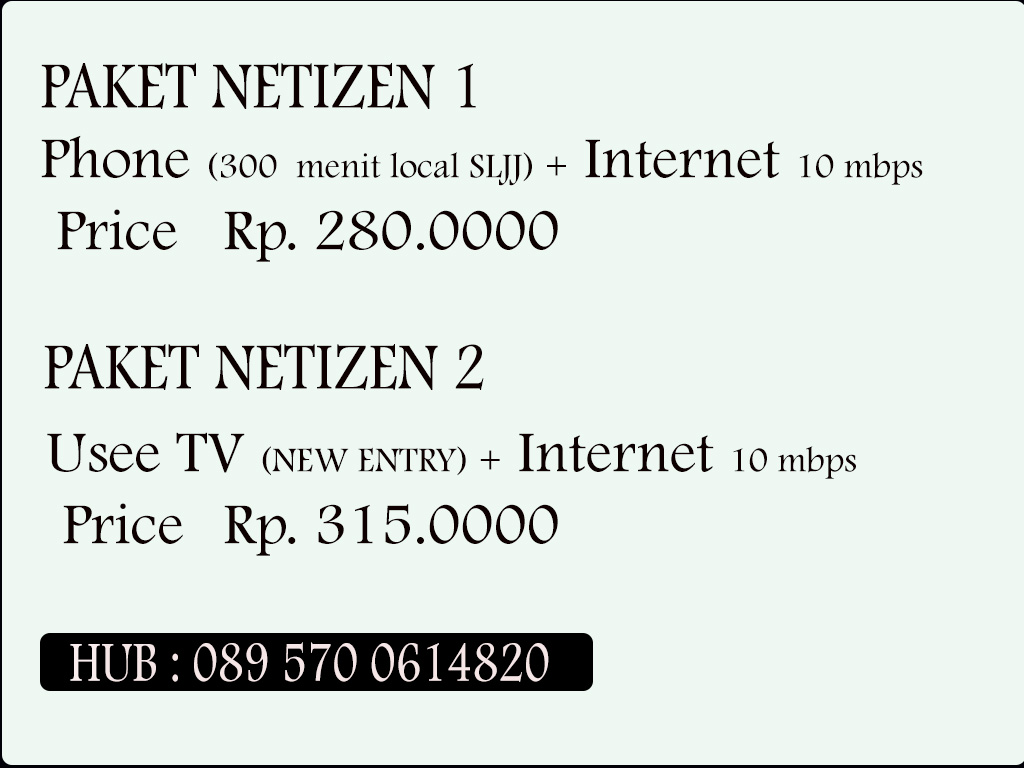 PAKET NETIZEN 1
Phone (300 menit local SLJJ) + Internet 10 mbps
Price Rp. 280.0000
PAKET NETIZEN 2
Usee TV (NEW ENTRY) + Internet 10 mbps
Price Rp. 315.0000
HUB : 089 570 0614820